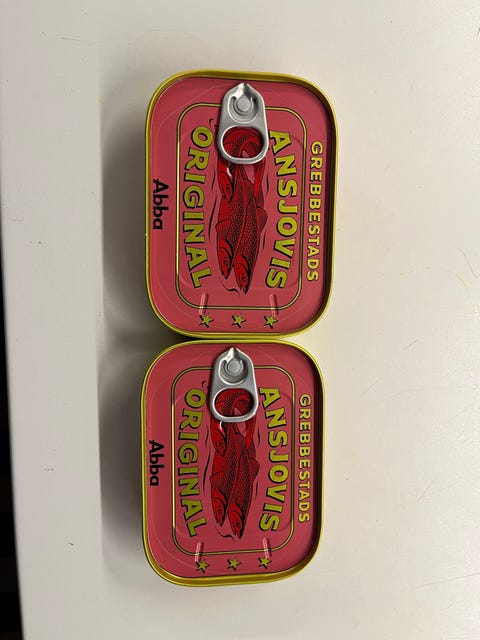 GREBBESTADS
ANSJOVIS
ORIGINAL
Abba
GREBBESTADS
ANSJOVIS
ORIGINAL
Abba